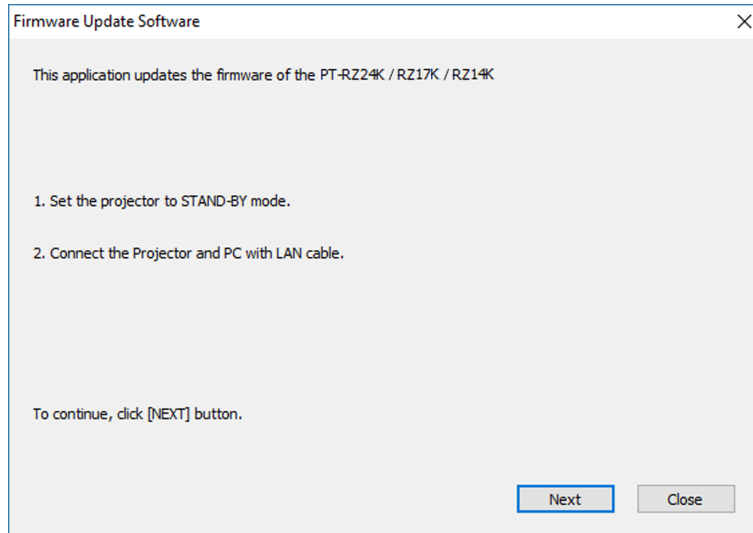 Firmware Update Software
This application updates the firmware of the PT-RZ24K / RZ17K / RZ14K
1. Set the projector to STAND-BY mode.
2. Connect the Projector and PC with LAN cable.
To continue, click [NEXT] button.
Next Close